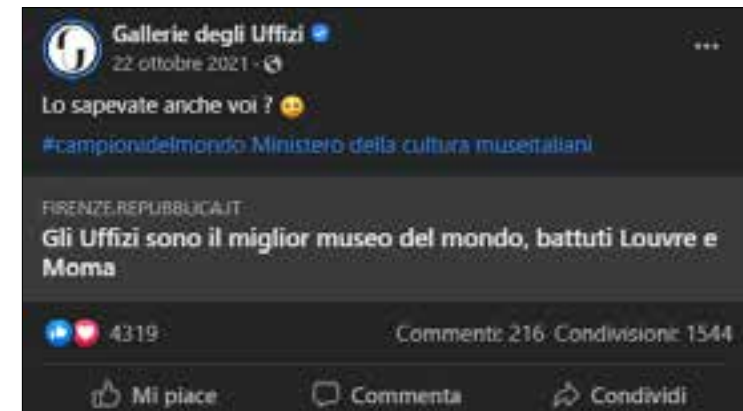 Gallerie degli Uffizi
22 ottobre 2021 ·
Lo sapevate anche voi ?
#campionidelmondo Ministero della cultura museitaliani
FIRENZE.REPUBBLICA.IT
Gli Uffizi sono il miglior museo del mondo, battuti Louvre e
Moma
4319 Commenti: 216 Condivisioni: 1544
Mi piace Commenta Condividi